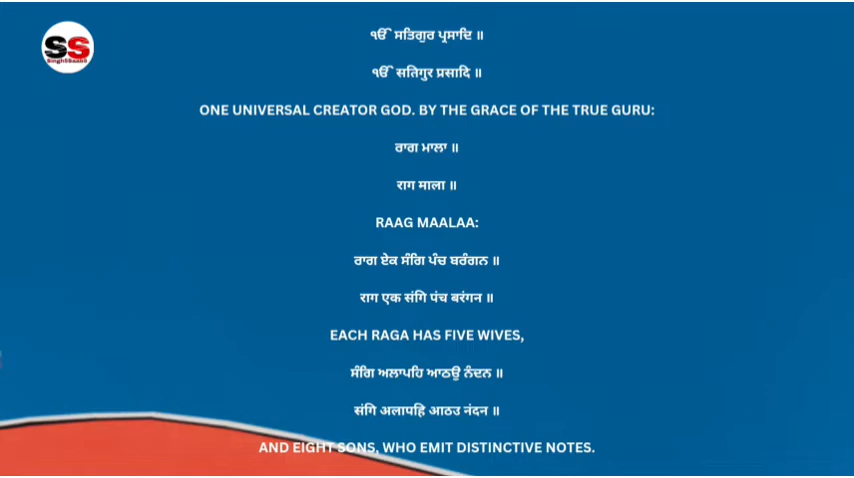 SS
SinghSbaahS
ੴ ਸਤਿਗੁਰ ਪ੍ਰਸਾਦਿ ॥
ੴ सतिगुर प्रसादि ॥
ONE UNIVERSAL CREATOR GOD. BY THE GRACE OF THE TRUE GURU:
ਰਾਗ ਮਾਲਾ ॥
राग माला ॥
RAAG MAALAA:
ਰਾਗ ਏਕ ਸੰਗਿ ਪੰਚ ਬਰੰਗਨ ॥
राग एक संगि पंच बरंगन ॥
EACH RAGA HAS FIVE WIVES,
ਸੰਗਿ ਅਲਾਪਹਿ ਆਠਉ ਨੰਦਨ ॥
संगि अलापहि आठउ नंदन ॥
AND EIGHT SONS, WHO EMIT DISTINCTIVE NOTES.